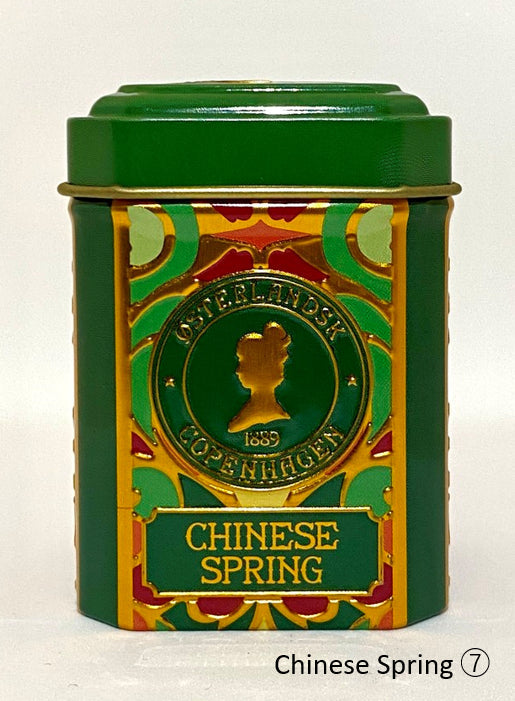 ØSTERLANDSK
1889
COPENHAGEN
CHINESE
SPRING
Chinese Spring ⑦